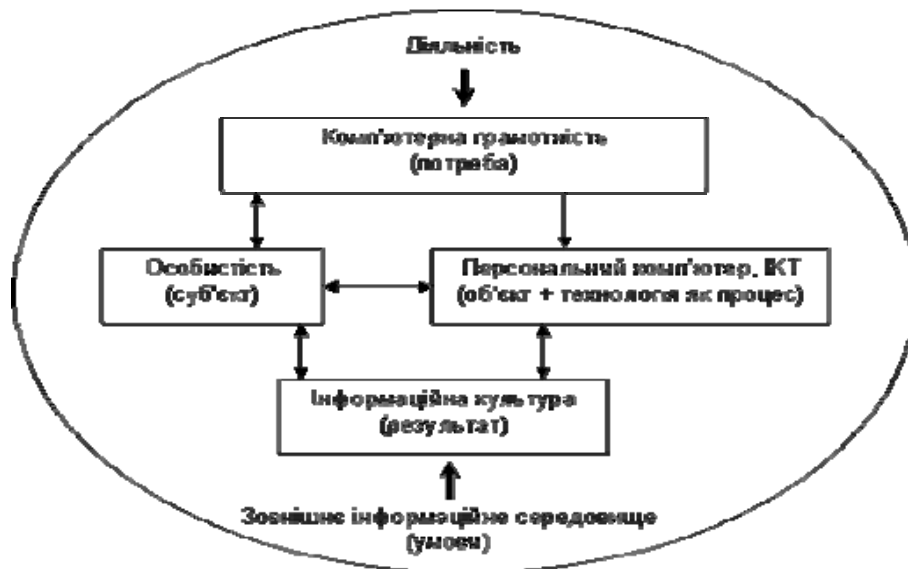 Діяльність
Комп'ютерна грамотність
(потреба)
Особистість
(суб'єкт)
Персональний комп'ютер, ІКТ
(об'єкт + технологія як процес)
Інформаційна культура
(результат)
Зовнішнє інформаційне середовище
(умови)